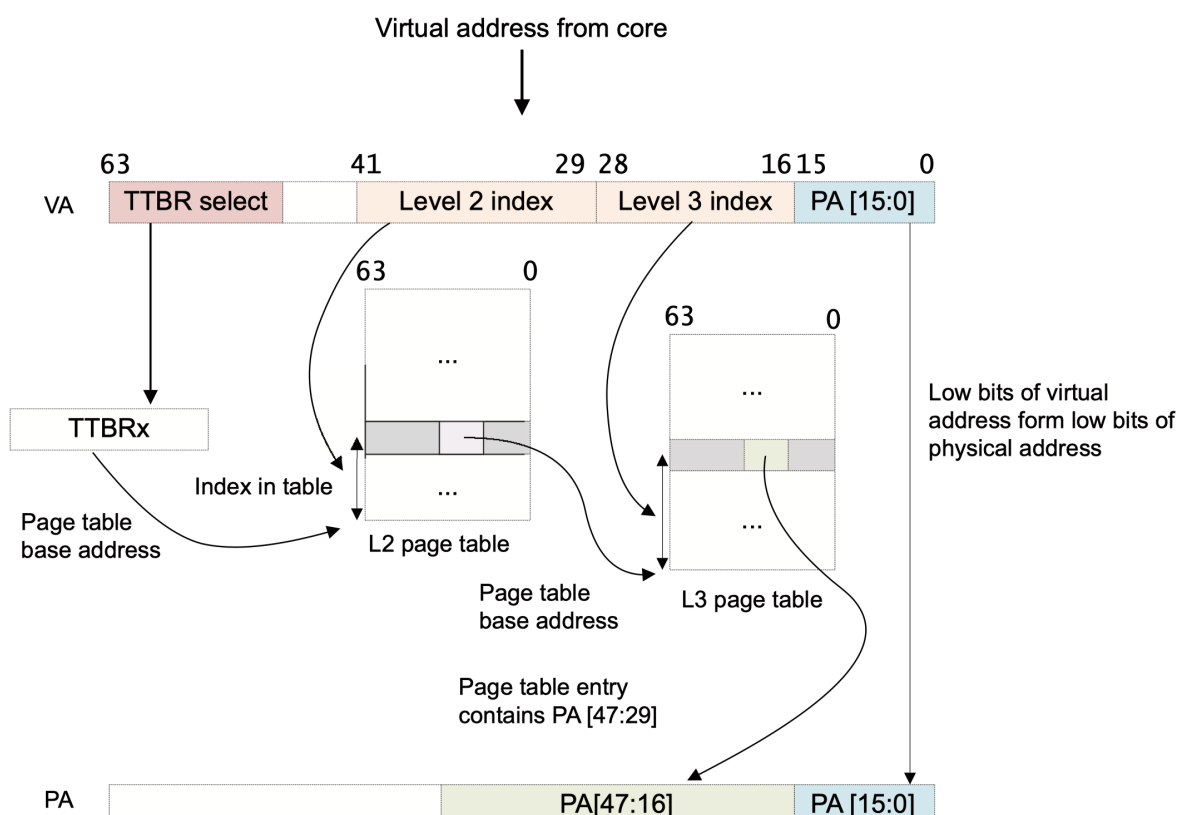 Virtual address from core
63 41 29 28 16 15 0
VA TTBR select Level 2 index Level 3 index PA [15:0]
63 0
63 0
...
...
Low bits of virtual
address form low bits of
physical address
TTBRx
Index in table
...
...
Page table
base address
L2 page table
Page table
base address
L3 page table
Page table entry
contains PA [47:29]
PA PA[47:16] PA [15:0]